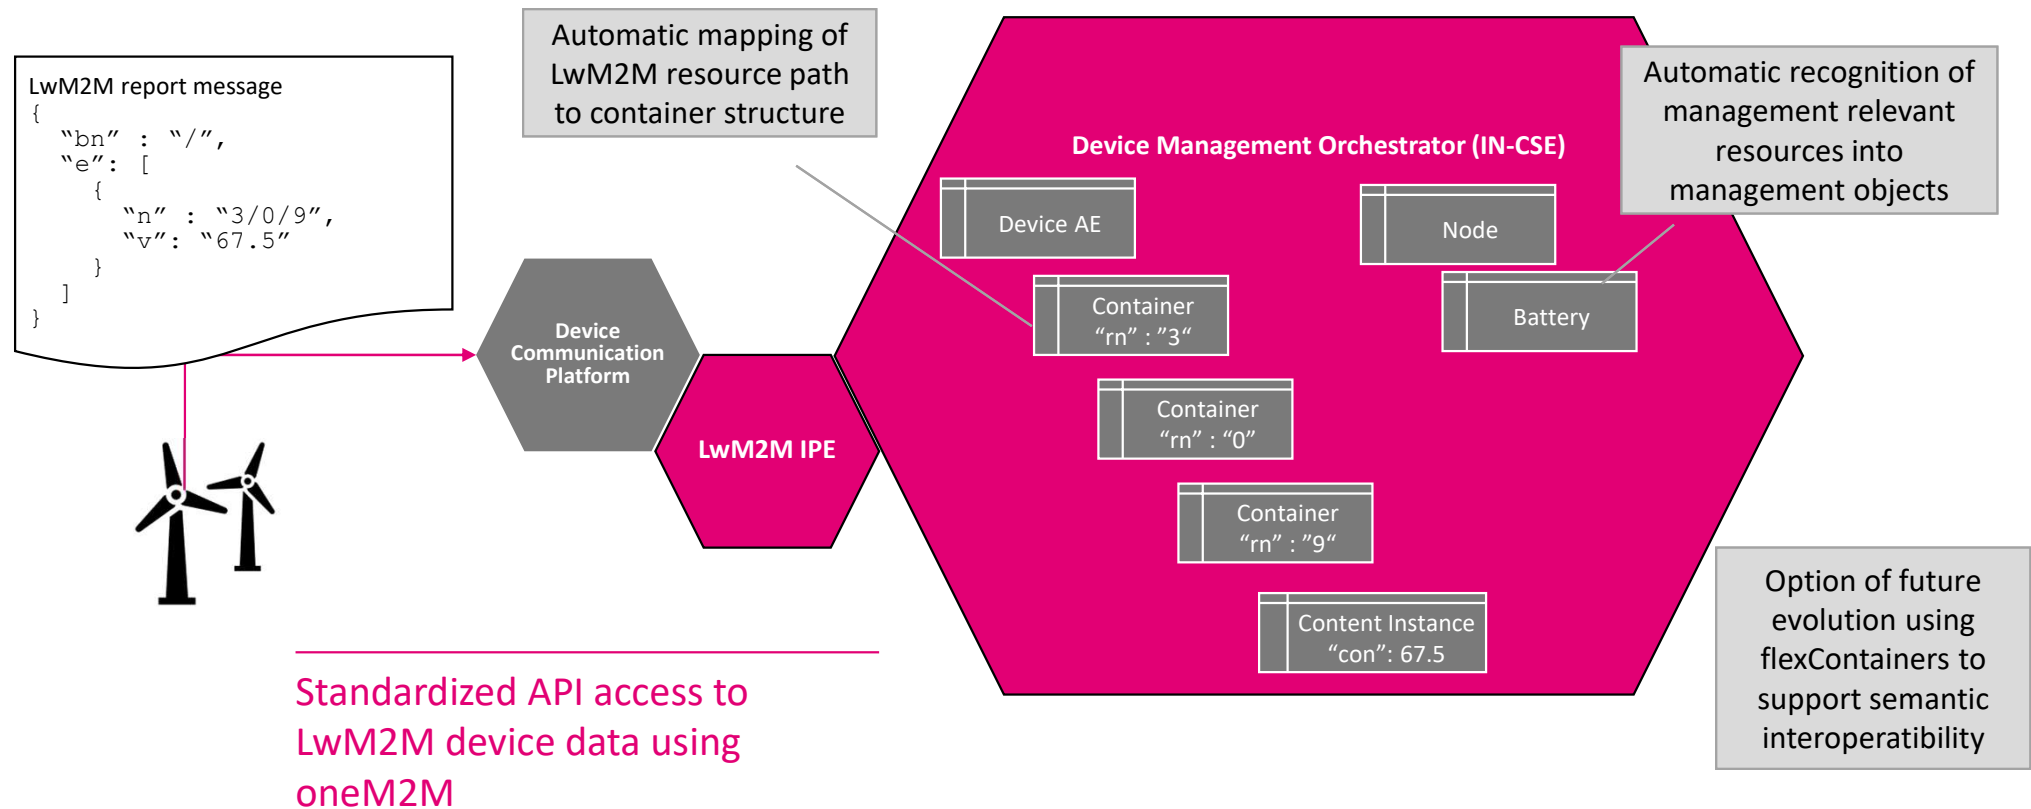 LwM2M report message
{
“bn” : “/”,
“e”: [
{
“n” : “3/0/9”,
“v”: “67.5”
}
]
}
Automatic mapping of
LwM2M resource path
to container structure
Automatic recognition of
management relevant
resources into
management objects
Device Management Orchestrator (IN-CSE)
Device AE
Node
Container
“rn” : ”3“
Battery
Device
Communication
Platform
LwM2M IPE
Container
“rn” : “0”
Container
“rn” : ”9“
Content Instance
“con”: 67.5
Option of future
evolution using
flexContainers to
support semantic
interoperatibility
Standardized API access to
LwM2M device data using
oneM2M